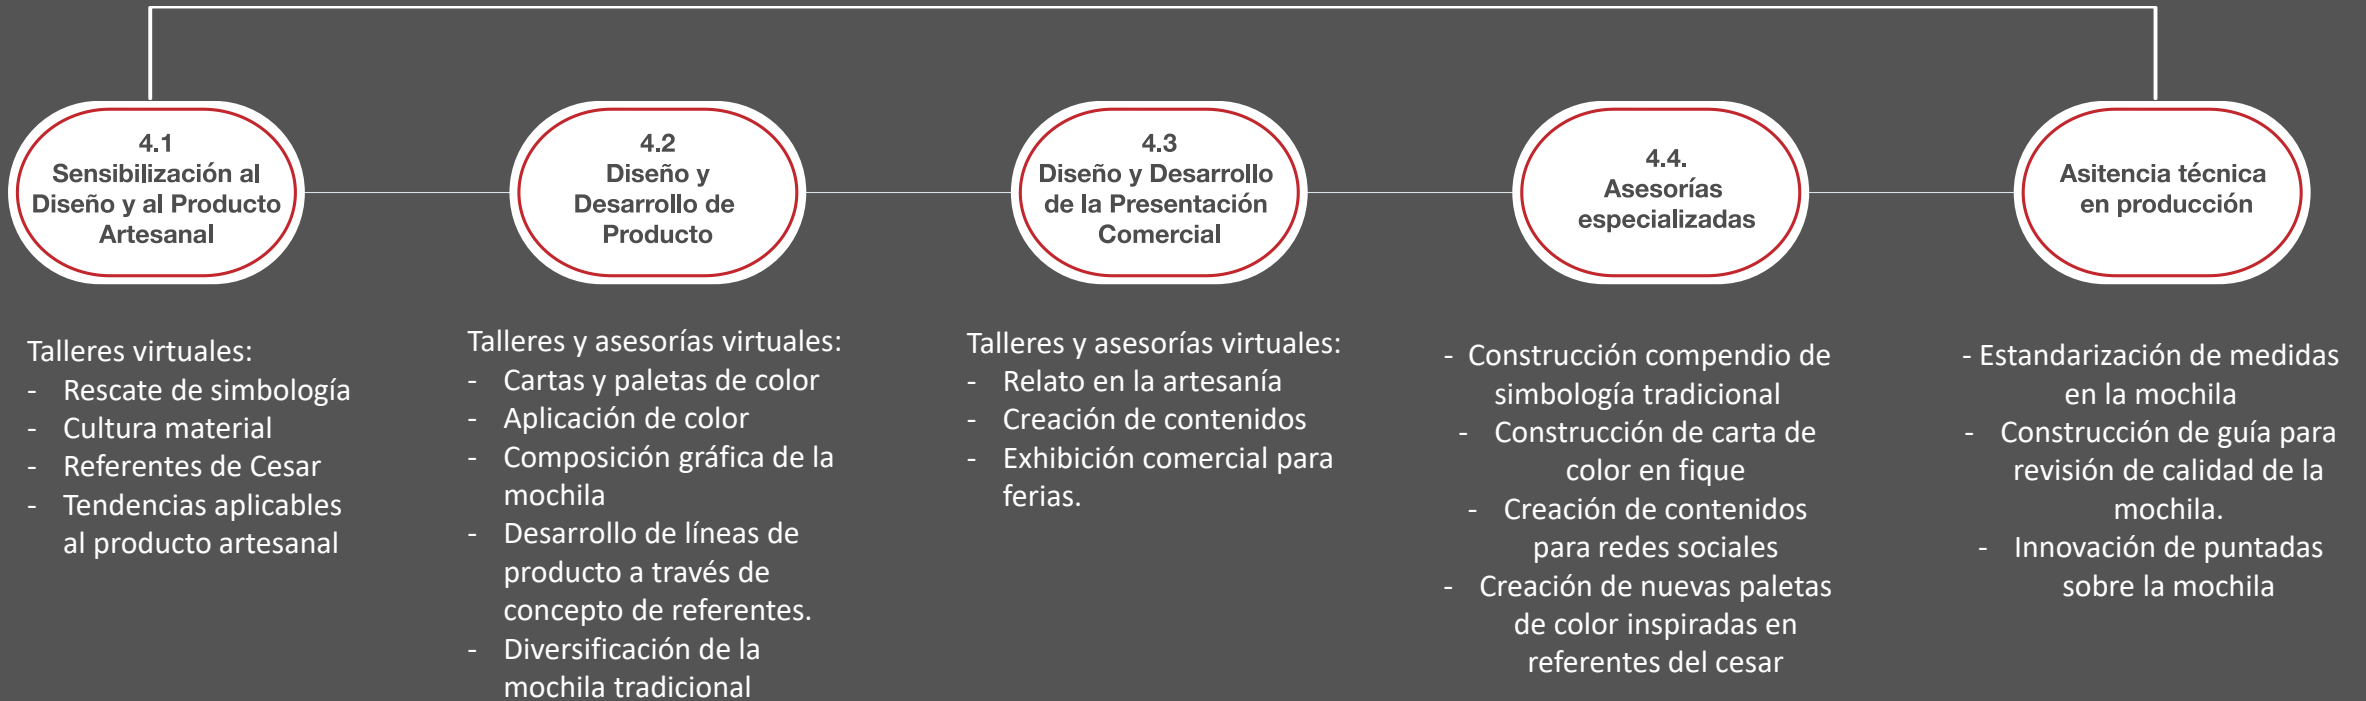 4.1
Sensibilización al
Diseño y al Producto
Artesanal
4.2
Diseño y
Desarrollo de
Producto
4.3
Diseño y Desarrollo
de la Presentación
Comercial
4.4.
Asesorías
especializadas
Asitencia técnica
en producción
Talleres virtuales:
- Rescate de simbología
- Cultura material
- Referentes de Cesar
- Tendencias aplicables
al producto artesanal
Talleres y asesorías virtuales:
- Cartas y paletas de color
- Aplicación de color
- Composición gráfica de la
mochila
- Desarrollo de líneas de
producto a través de
concepto de referentes.
- Diversificación de la
mochila tradicional
Talleres y asesorías virtuales:
- Relato en la artesanía
- Creación de contenidos
- Exhibición comercial para
ferias.
- Construcción compendio de
simbología tradicional
- Construcción de carta de
color en fique
- Creación de contenidos
para redes sociales
- Creación de nuevas paletas
de color inspiradas en
referentes del cesar
- Estandarización de medidas
en la mochila
- Construcción de guía para
revisión de calidad de la
mochila.
- Innovación de puntadas
sobre la mochila